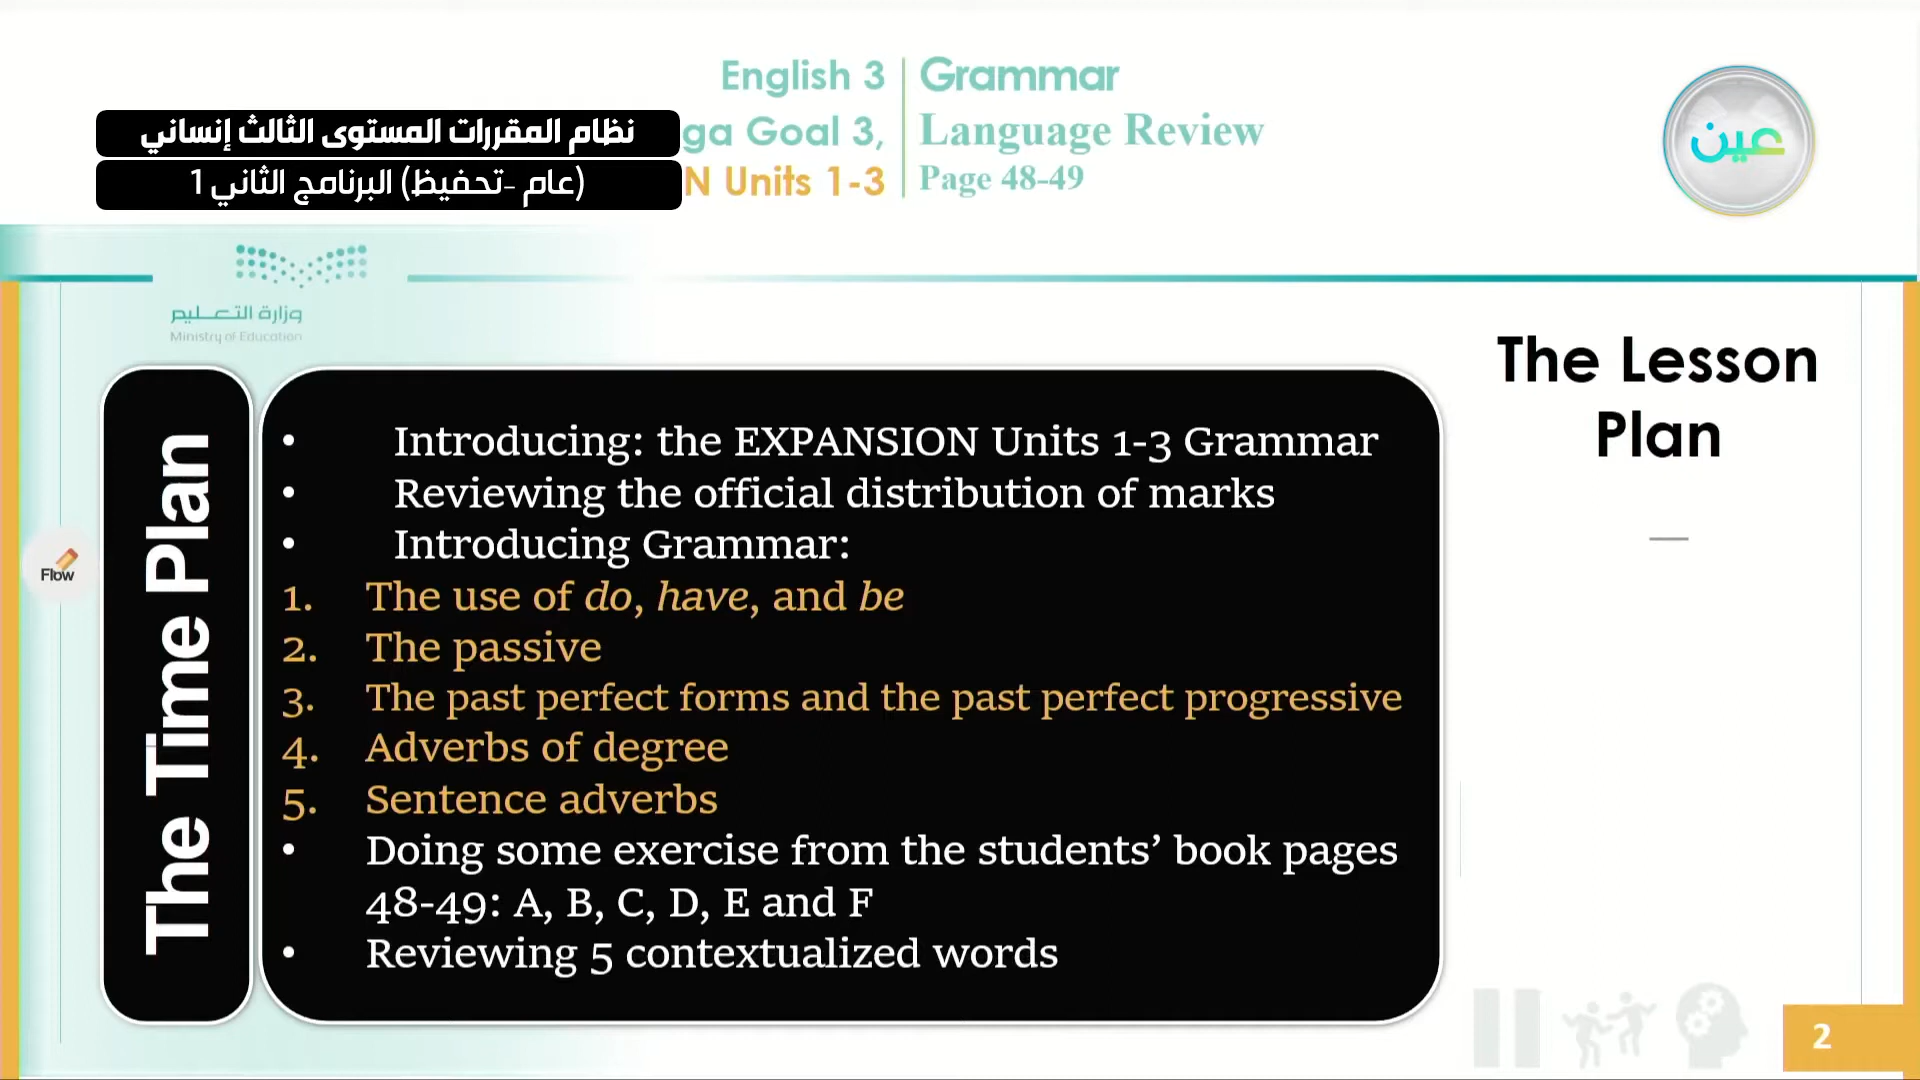 English 3
Grammar
نظام المقررات المستوى الثالث إنساني
ga Goal 3,
Language Review
(عام -تحفيظ) البرنامج الثاني 1
N Units 1-3
Page 48-49
عين
وزارة التعليم
Ministry of Education
The Lesson
Plan
The Time Plan
• Introducing: the EXPANSION Units 1-3 Grammar
• Reviewing the official distribution of marks
• Introducing Grammar:
1. The use of do, have, and be
2. The passive
3. The past perfect forms and the past perfect progressive
4. Adverbs of degree
5. Sentence adverbs
• Doing some exercise from the students’ book pages
48-49: A, B, C, D, E and F
• Reviewing 5 contextualized words
Flow
2